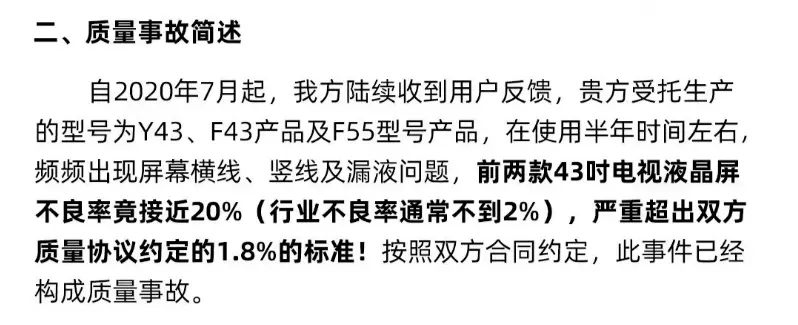 二、质量事故简述
自2020年7月起，我方陆续收到用户反馈，贵方受托生产
的型号为Y43、F43产品及F55型号产品，在使用半年时间左右，
频频出现屏幕横线、竖线及漏液问题，前两款43吋电视液晶屏
不良率竟接近20%（行业不良率通常不到2%），严重超出双方
质量协议约定的1.8%的标准！按照双方合同约定，此事件已经
构成质量事故。